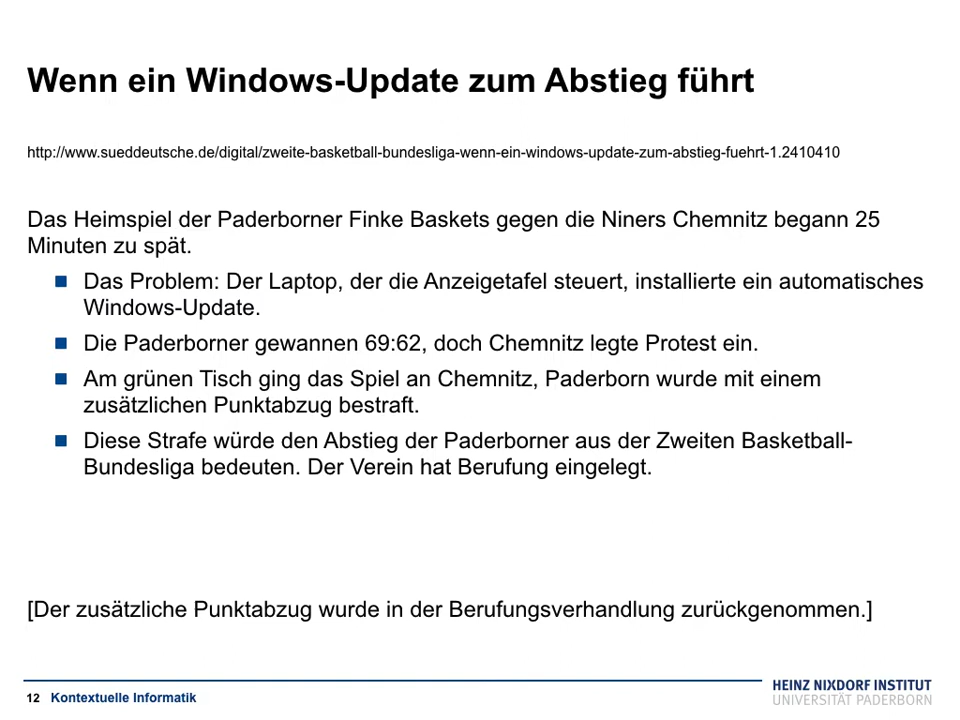 Wenn ein Windows-Update zum Abstieg führt
http://www.sueddeutsche.de/digital/zweite-basketball-bundesliga-wenn-ein-windows-update-zum-abstieg-fuehrt-1.2410410
Das Heimspiel der Paderborner Finke Baskets gegen die Niners Chemnitz begann 25
Minuten zu spät.
Das Problem: Der Laptop, der die Anzeigetafel steuert, installierte ein automatisches
Windows-Update.
Die Paderborner gewannen 69:62, doch Chemnitz legte Protest ein.
Am grünen Tisch ging das Spiel an Chemnitz, Paderborn wurde mit einem
zusätzlichen Punktabzug bestraft.
Diese Strafe würde den Abstieg der Paderborner aus der Zweiten Basketball-
Bundesliga bedeuten. Der Verein hat Berufung eingelegt.
[Der zusätzliche Punktabzug wurde in der Berufungsverhandlung zurückgenommen.]
12 Kontextuelle Informatik
HEINZ NIXDORF INSTITUT
UNIVERSITÄT PADERBORN